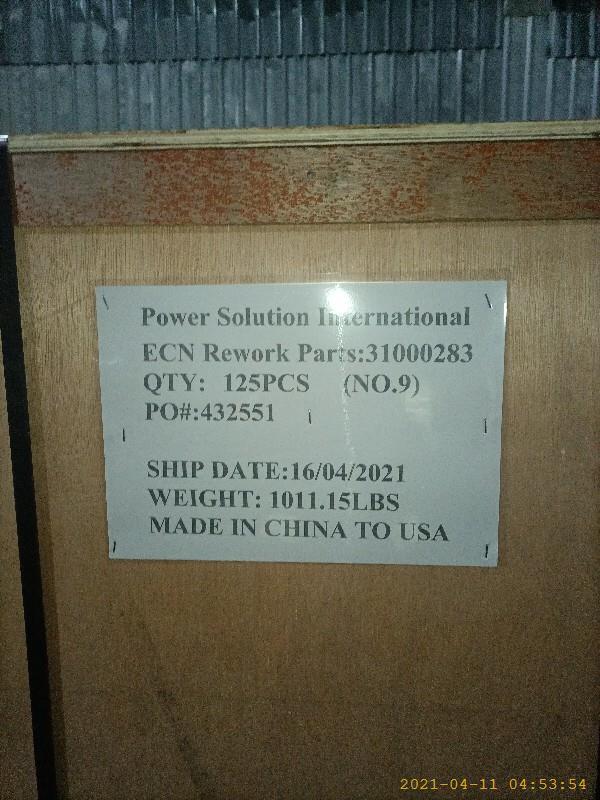 Power Solution International
ECN Rework Parts:31000283
QTY: 125PCS (NO.9)
PO#:432551
SHIP DATE:16/04/2021
WEIGHT: 1011.15LBS
MADE IN CHINA TO USA
2021-04-11 04:53:54